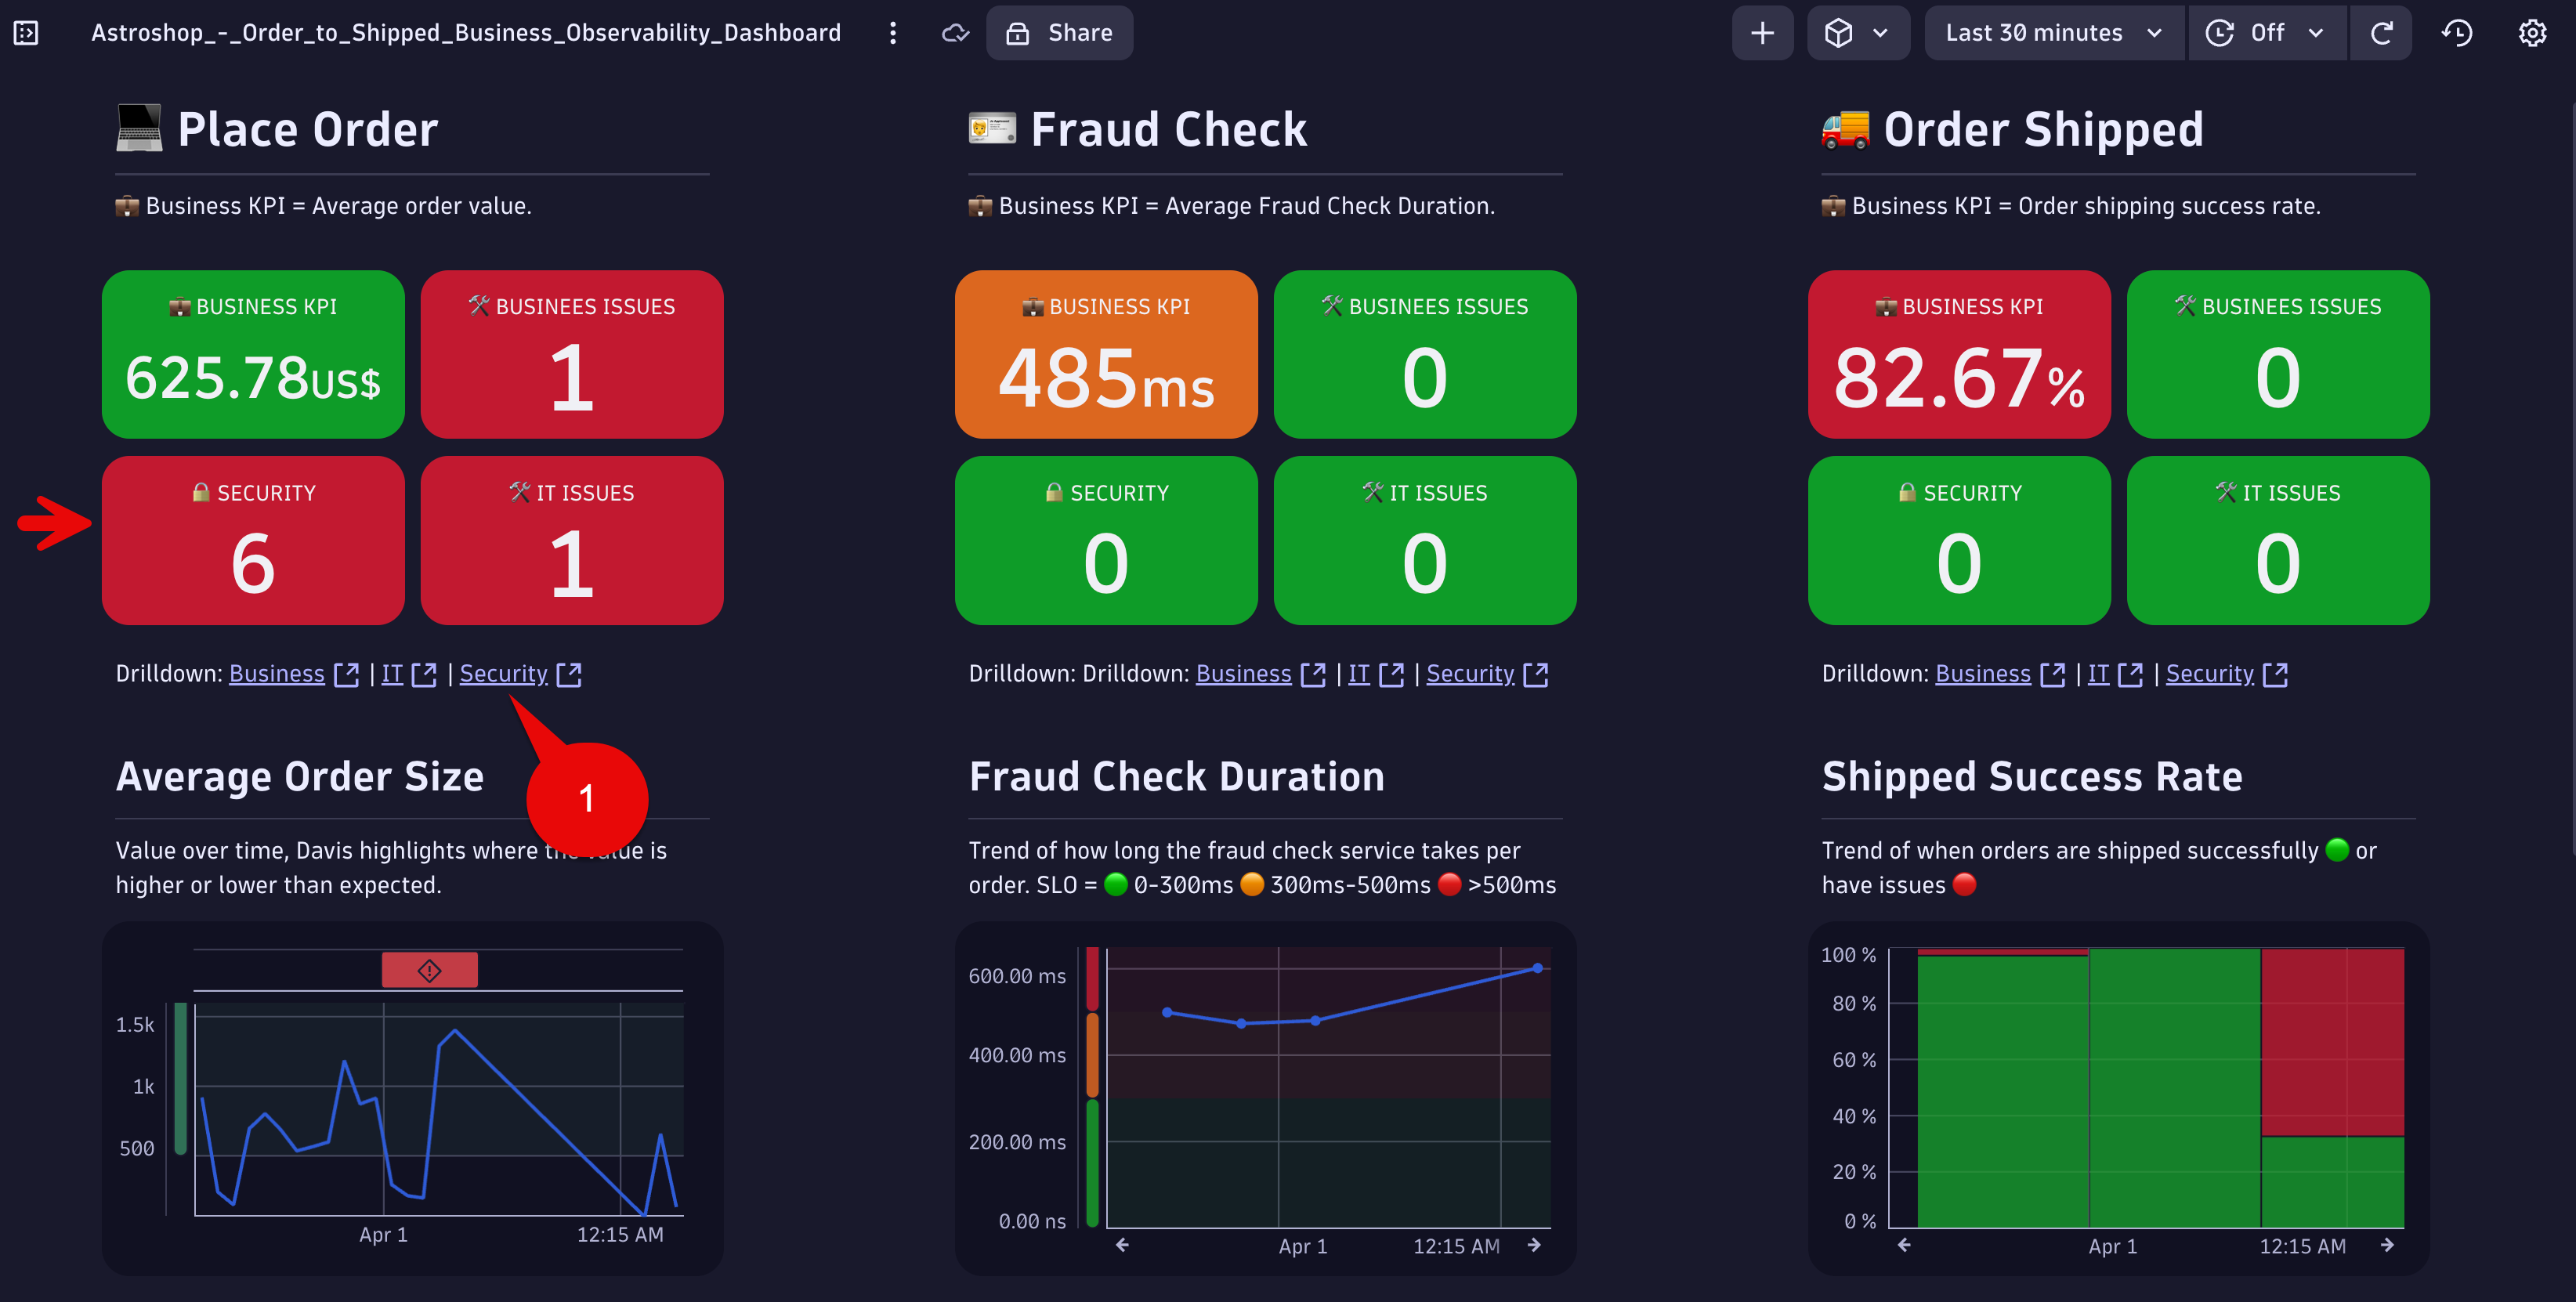 Astroshop_-_Order_to_Shipped_Business_Observability_Dashboard
Share
Last 30 minutes
Off
Place Order
Business KPI = Average order value.
BUSINESS KPI
625.78US$
BUSINEES ISSUES
1
SECURITY
6
IT ISSUES
1
Drilldown: Business | IT | Security
1
Average Order Size
Value over time, Davis highlights where the value is
higher or lower than expected.
1.5k
1k
500
Apr 1
12:15 AM
Fraud Check
Business KPI = Average Fraud Check Duration.
BUSINESS KPI
485ms
BUSINEES ISSUES
0
SECURITY
0
IT ISSUES
0
Drilldown: Drilldown: Business | IT | Security
Fraud Check Duration
Trend of how long the fraud check service takes per
order. SLO = 0-300ms 300ms-500ms >500ms
600.00 ms
400.00 ms
200.00 ms
0.00 ns
Apr 1
12:15 AM
Order Shipped
Business KPI = Order shipping success rate.
BUSINESS KPI
82.67%
BUSINEES ISSUES
0
SECURITY
0
IT ISSUES
0
Drilldown: Business | IT | Security
Shipped Success Rate
Trend of when orders are shipped successfully or
have issues
100 %
80 %
60 %
40 %
20 %
0 %
Apr 1
12:15 AM